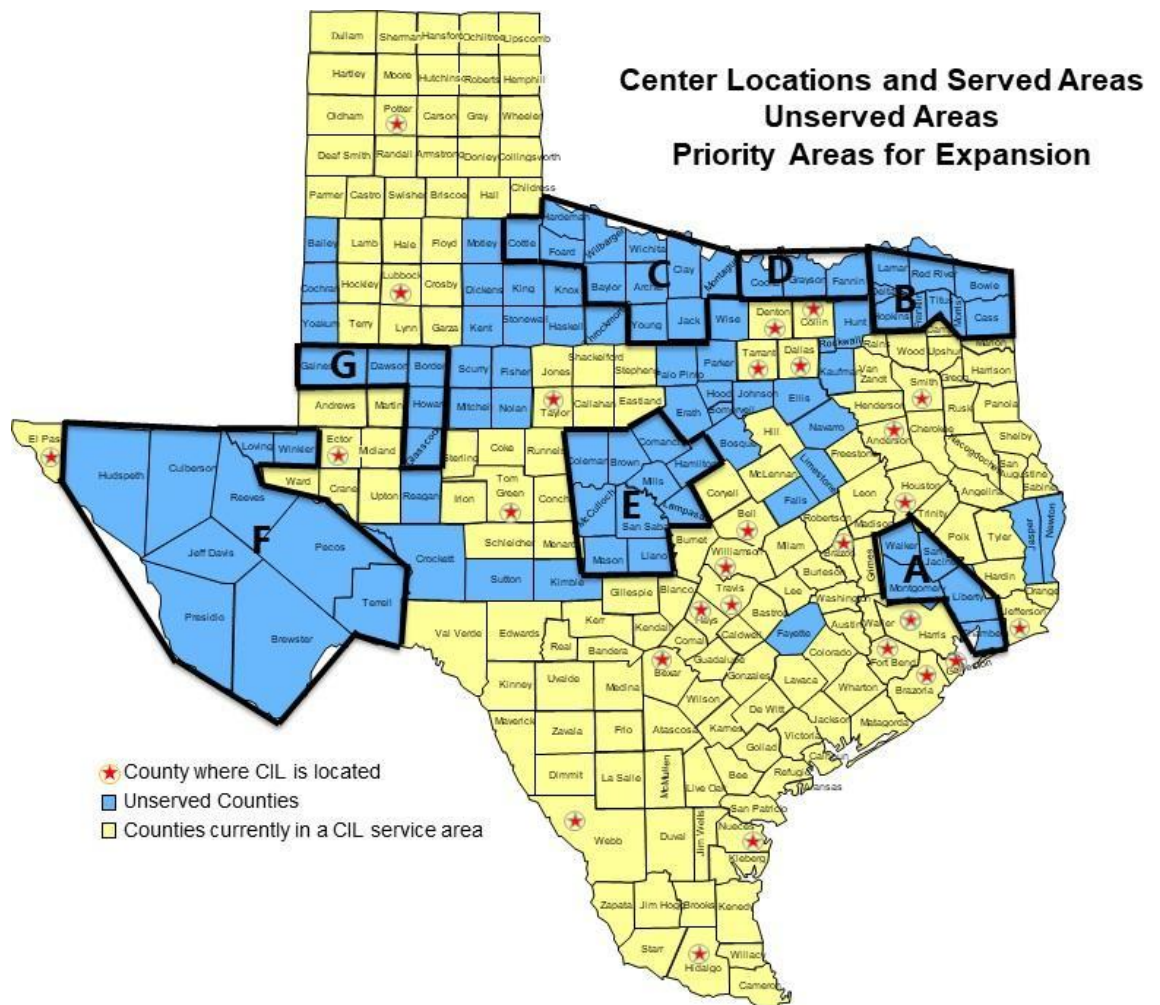 Center Locations and Served Areas
Unserved Areas
Priority Areas for Expansion
Dullam Sherman Hansford Ochiltree Lipscomb
Hartley Moore Hutchinso Roberts Hemphill
Oldham Potter Carson Gray Wheeler
Deaf Smith Randall Armstrong Donley Collingsworth
Parmer Castro Swisher Briscoe Hall Childress
Bailey Lamb Hale Floyd Motley Cottle Hardeman Foard Wilbarger Wichita Clay Montagu
C
D
Cooke Grayson Fannin
Lamar Red River Bowie
B
Delta Hopkins Franklin Titus Morris Cass
Cochran Hockley Lubbock Crosby Dickens King Knox Baylor Archer
Yoakum Terry Lynn Garza Kent Stonewall Haskell Throckmort Young Jack Wise Denton Collin Hunt
Rockwall Rains Wood Upshur Camp Marion
G
Gaines Dawson Borden Scurry Fisher Jones Shackelford Stephens Palo Pinto Parker Tarrant Dallas Kaufman Van Zandt Smith Gregg Harrison
Andrews Martin Howard Mitchel Nolan Taylor Callahan Eastland Erath Hood Somervell Johnson Ellis Navarro Henderson Rusk Panola
El Pas Hudspeth Culberson Loving Winkler Ector Midland Glasscock Sterling Coke Runnels Coleman Brown Comanche Hamilton Bosque Hill Freestone Anderson Cherokee Nacogdoches Shelby
Reeves Ward Crane Upton Reagan Irion Tom Green Conch McCulloch Mills Lampasa Coryell McLennan Limestone Falls Leon Houston Angelina San Augustine Sabine
E
San Saba
F
Jeff Davis Pecos Crockett Schleicher Menard Mason Llano Burnet Bell Williamson Milam Robertson Madison Brazos Trinity Polk Tyler Jasper Newton
Presidio Brewster Terrell Sutton Kimble Gillespie Blanco Travis Lee Burleson Washington Grimes Walker San Jacinto Montgomery Liberty Hardin Orange
A
Val Verde Edwards Kerr Real Bandera Kendall Hays Comal Caldwell Bastrop Fayette Austin Waller Harris Chamber Jefferson
Kinney Uvalde Medina Bexar Guadalupe Gonzales Lavaca Colorado Fort Bend Galveston
Maverick Zavala Frio Atascosa Wilson Karnes De Witt Jackson Wharton Brazoria Matagorda
Dimmit La Salle McMullen Live Oak Bee Goliad Victoria Calhoun Refugio Aransas
Webb Duval Jim Wells San Patricio Nueces Kleberg
Zapata Jim Hogg Brooks Kenedy
Starr Hidalgo Willacy Cameron
County where CIL is located
Unserved Counties
Counties currently in a CIL service area